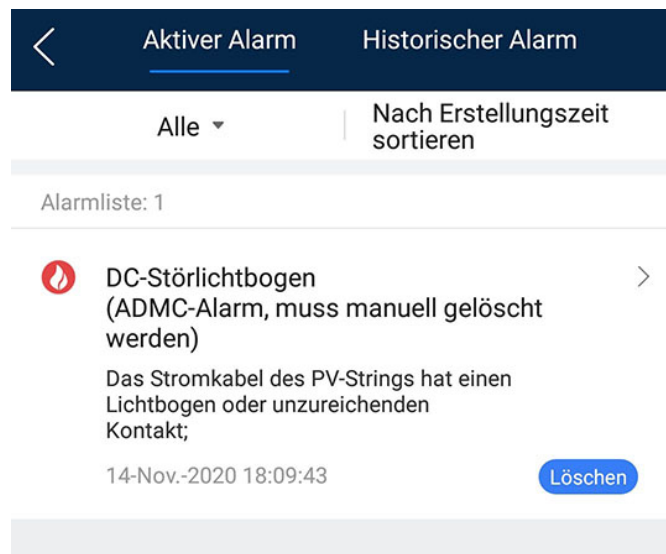 Aktiver Alarm Historischer Alarm
Alle Nach Erstellungszeit
sortieren
Alarmliste: 1
DC-Störlichtbogen
(ADMC-Alarm, muss manuell gelöscht
werden)
Das Stromkabel des PV-Strings hat einen
Lichtbogen oder unzureichenden
Kontakt;
14-Nov.-2020 18:09:43 Löschen